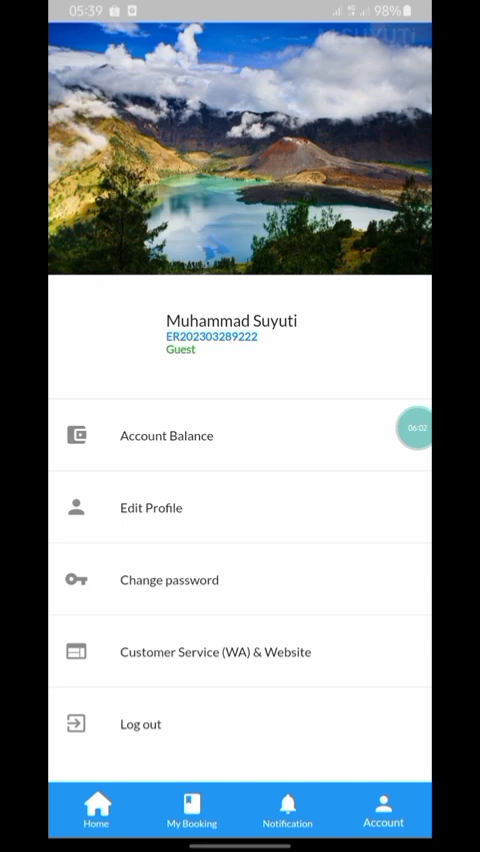 05:39
98%
Muhammad Suyuti
ER202303289222
Guest
Account Balance
06:02
Edit Profile
Change password
Customer Service (WA) & Website
Log out
Home
My Booking
Notification
Account